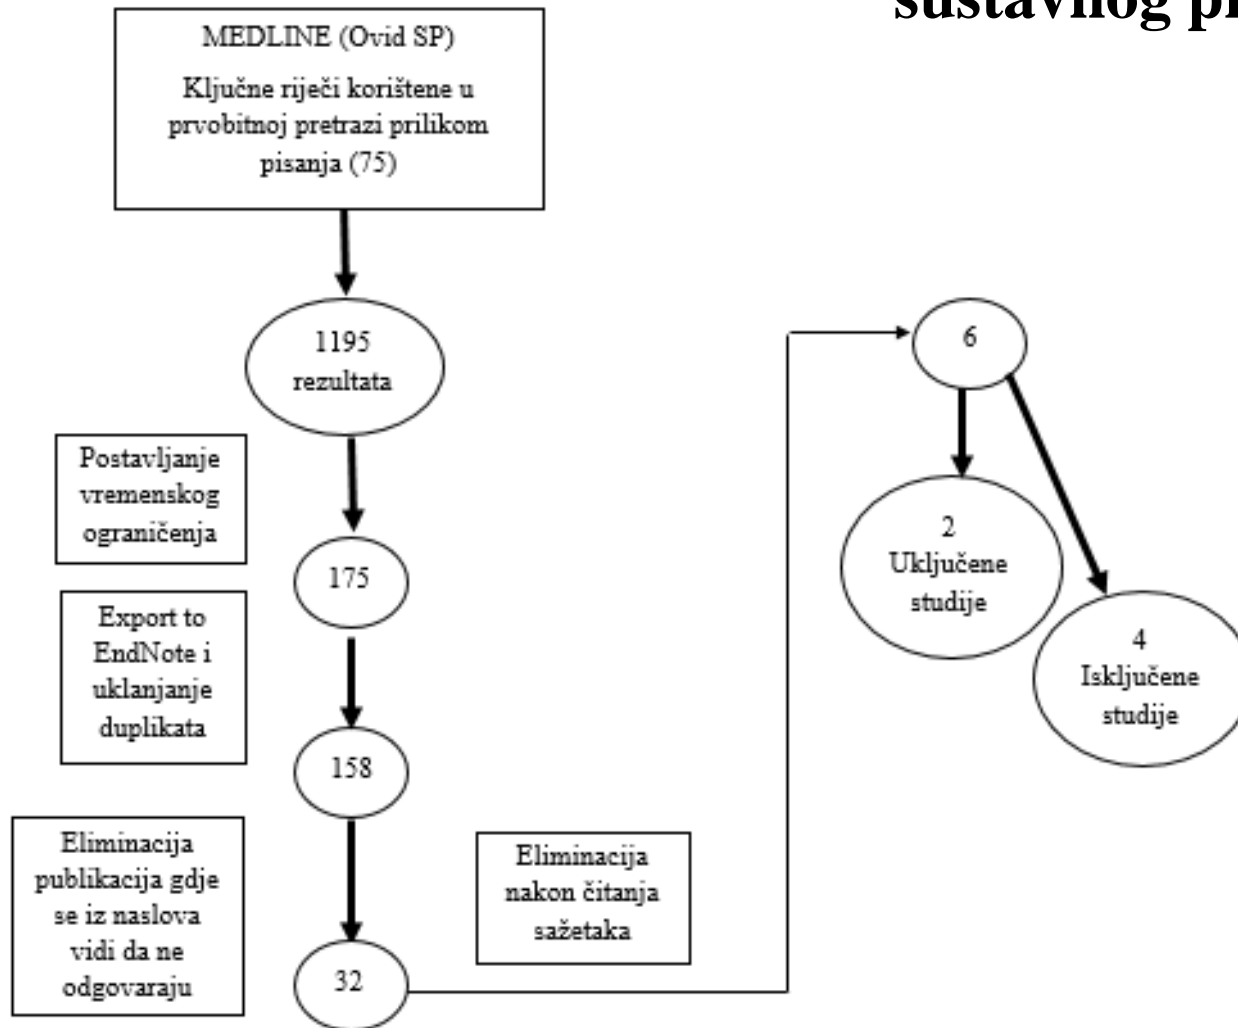 sustavnog pr
MEDLINE (Ovid SP)
Ključne riječi korištene u
prvobitnoj pretrazi prilikom
pisanja (75)
1195
rezultata
Postavljanje
vremenskog
ograničenja
175
Export to
EndNote i
uklanjanje
duplikata
158
Eliminacija
publikacija gdje
se iz naslova
vidi da ne
odgovaraju
32
Eliminacija
nakon čitanja
sažetaka
6
2
Uključene
studije
4
Isključene
studije